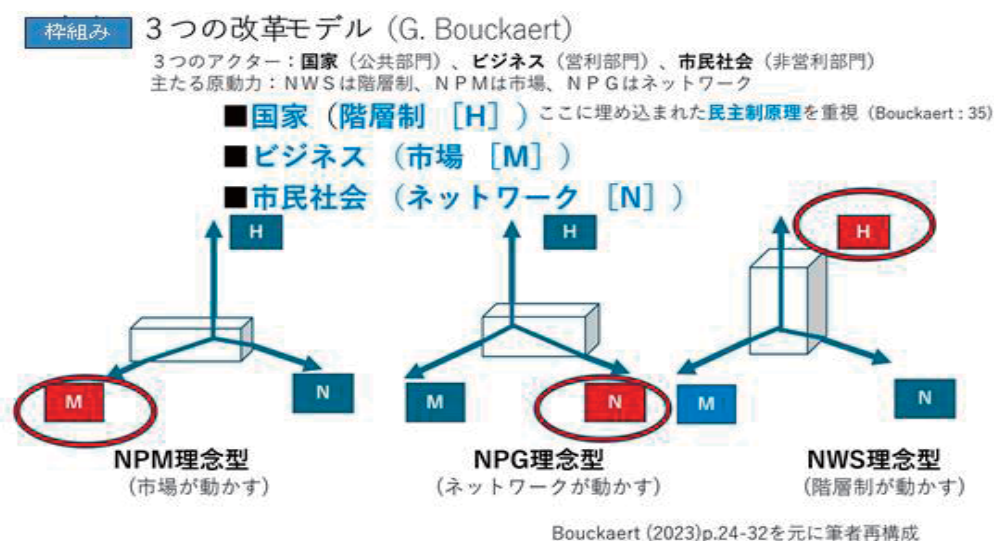 枠組み
3つの改革モデル（G. Bouckaert）
3つのアクター：国家（公共部門）、ビジネス（営利部門）、市民社会（非営利部門）
主たる原動力：NWSは階層制、NPMは市場、NPGはネットワーク
■国家（階層制 ［H］）ここに埋め込まれた民主制原理を重視（Bouckaert : 35）
■ビジネス （市場 ［M］）
■市民社会 （ネットワーク ［N］）
H
M
N
NPM理念型
(市場が動かす)
H
M
N
NPG理念型
(ネットワークが動かす)
H
M
N
NWS理念型
(階層制が動かす)
Bouckaert (2023)p.24-32を元に筆者再構成